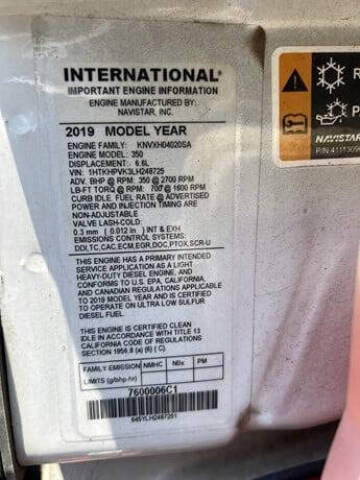 INTERNATIONAL®
IMPORTANT ENGINE INFORMATION
ENGINE MANUFACTURED BY
NAVISTAR, INC.
2019 MODEL YEAR
ENGINE FAMILY: KNVXH04020SA
ENGINE MODEL: 350
DISPLACEMENT: 6.6L
VIN: 1HTKHPVK3LH248725
ADV. BHP @ RPM: 350 @ 2700 RPM
LB-FT TORQ @ RPM: 700 @ 1600 RPM
CURB IDLE, FUEL RATE @ ADVERTISED
POWER AND INJECTION TIMING ARE
NON-ADJUSTABLE
VALVE LASH-COLD:
0.3 mm ( 0.012 in ) INT & EXH
EMISSIONS CONTROL SYSTEMS:
DDI,TC,CAC,ECM,EGR,DOC,PTOX,SCR-U
THIS ENGINE HAS A PRIMARY INTENDED
SERVICE APPLICATION AS A LIGHT
HEAVY-DUTY DIESEL ENGINE, AND
CONFORMS TO U.S. EPA, CALIFORNIA,
AND CANADIAN REGULATIONS APPLICABLE
TO 2019 MODEL YEAR AND IS CERTIFIED
TO OPERATE ON ULTRA LOW SULFUR
DIESEL FUEL.
THIS ENGINE IS CERTIFIED CLEAN
IDLE IN ACCORDANCE WITH TITLE 13
CALIFORNIA CODE OF REGULATIONS
SECTION 1956.8 (a) (6) (C)
FAMILY EMISSION NMHC NOx PM
LIMITS (g/bhp-hr)
7600006C1
R
P
NAVISTAR
P/N 4111309